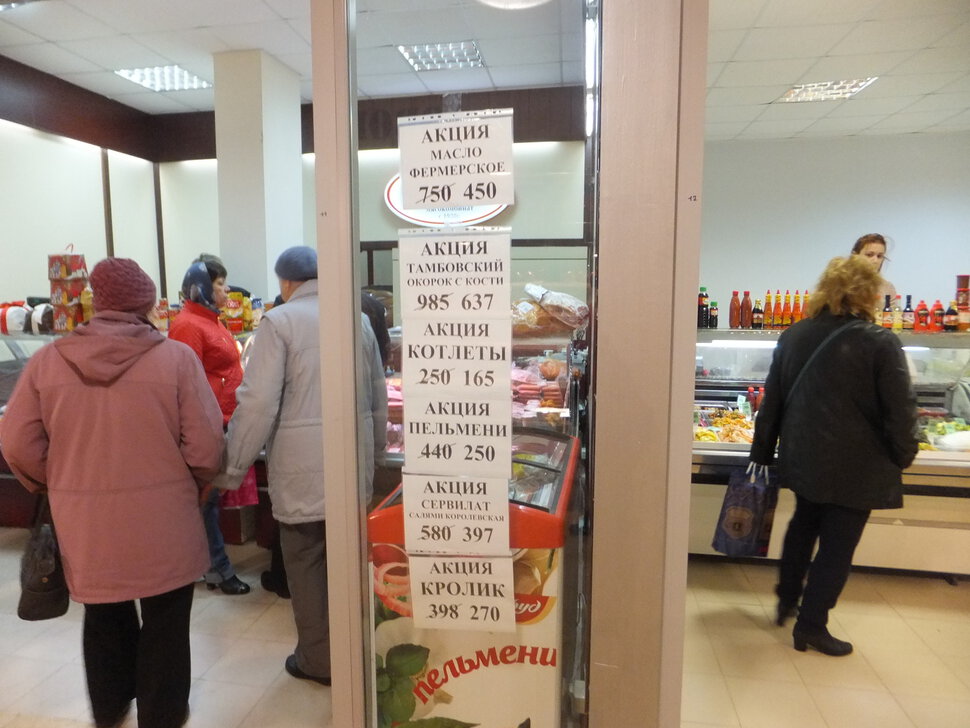 АКЦИЯ
МАСЛО
ФЕРМЕРСКОЕ
750 450
АКЦИЯ
ТАМБОВСКИЙ
ОКОРОК С КОСТИ
985 637
АКЦИЯ
КОТЛЕТЫ
250 165
АКЦИЯ
ПЕЛЬМЕНИ
440 250
АКЦИЯ
СЕРВИЛАТ
САЛЯМИ КОРОЛЕВСКАЯ
580 397
АКЦИЯ
КРОЛИК
398 270
пельмени
12